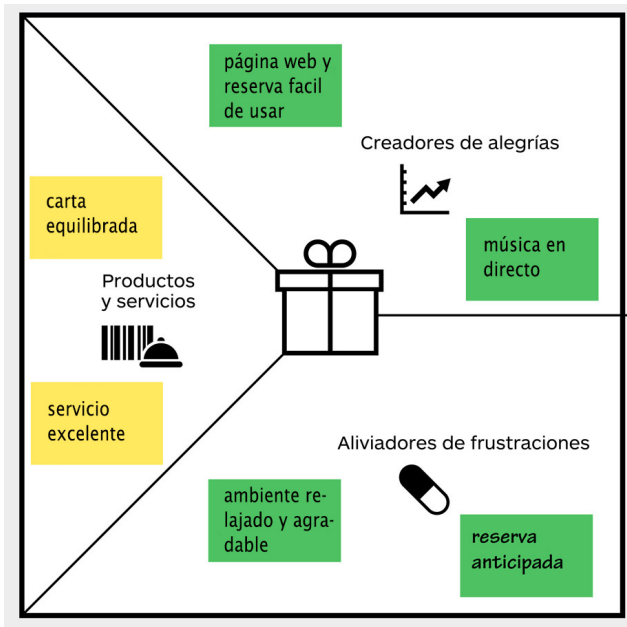 página web y
reserva facil
de usar
Creadores de alegrías
música en
directo
carta
equilibrada
Productos
y servicios
servicio
excelente
Aliviadores de frustraciones
ambiente re-
lajado y agra-
dable
reserva
anticipada